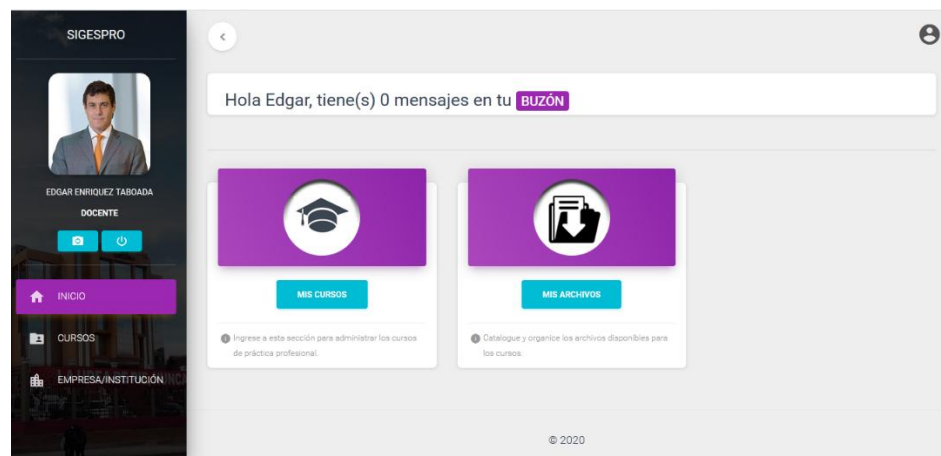 SIGESPRO
EDGAR ENRIQUEZ TABOADA
DOCENTE
INICIO
CURSOS
EMPRESA/INSTITUCIÓN
Hola Edgar, tiene(s) 0 mensajes en tu BUZÓN
MIS CURSOS
Ingrese a esta sección para administrar los cursos
de práctica profesional.
MIS ARCHIVOS
Catalogue y organice los archivos disponibles para
los cursos.
© 2020